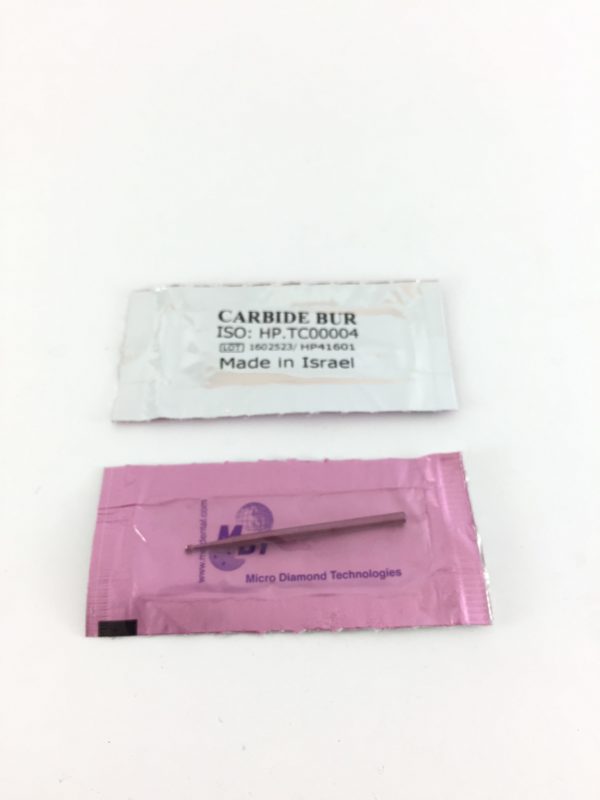 CARBIDE BUR
ISO: HP.TC00004
LOT 1602523/ HP41601
Made in Israel
Micro Diamond Technologies